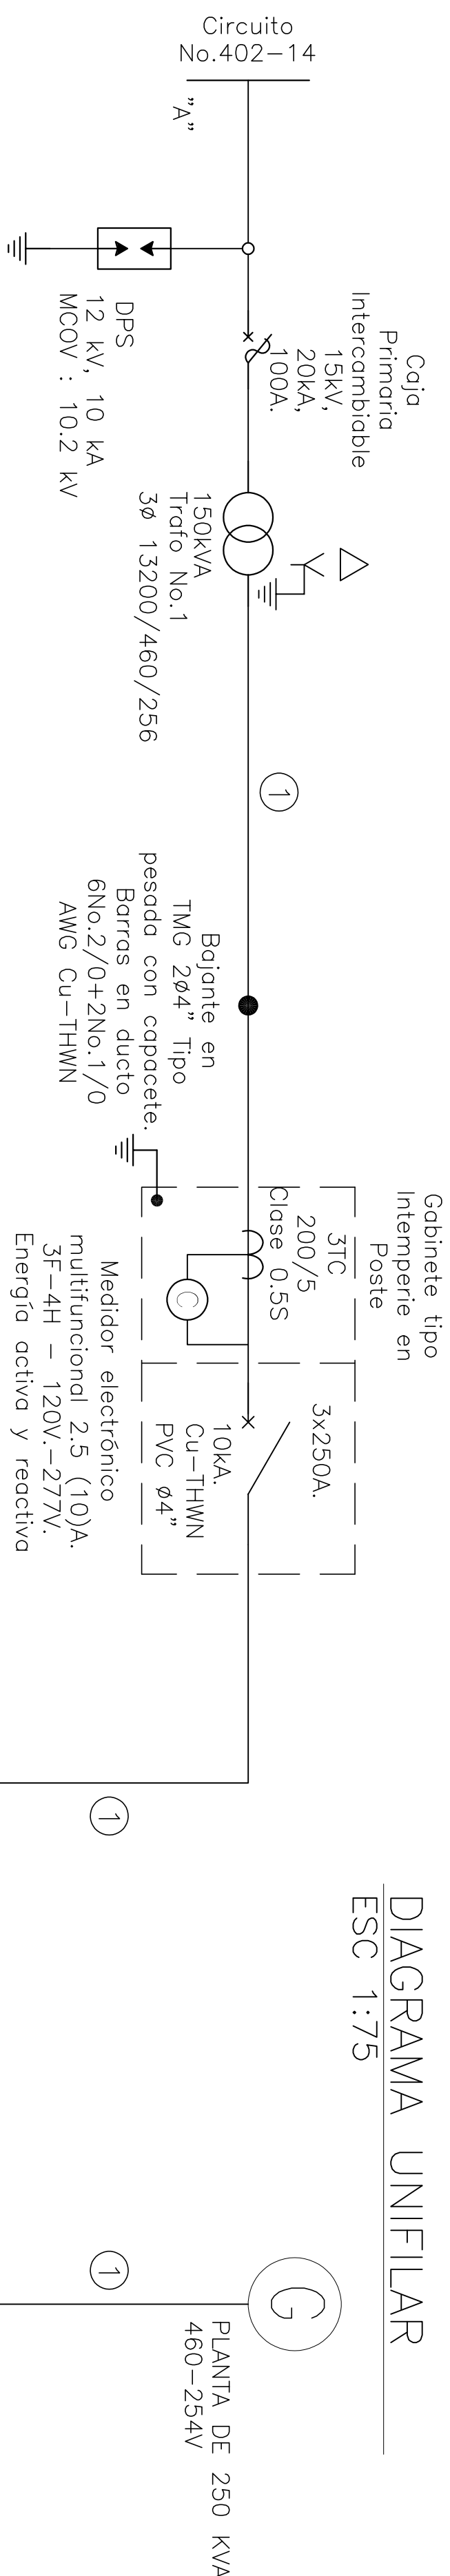 Circuito
No.402-14
"A"
DPS
12 kV, 10 kA
MCOV : 10.2 kV
Caja
Primaria
Intercambiable
15kV,
20kA,
100A.
150kVA
Trafo No.1
3ø 13200/460/256
1
Bajante en
TMG 2ø4" Tipo
pesada con capacete.
Barras en ducto
6No.2/0+2No.1/0
AWG Cu-THWN
Gabinete tipo
Intemperie en
Poste
3TC
200/5
Clase 0.5S
C
3x250A.
10kA.
Cu-THWN
PVC ø4"
Medidor electrónico
multifuncional 2.5 (10)A.
3F-4H - 120V.-277V.
Energía activa y reactiva
1
DIAGRAMA UNIFILAR
ESC 1:75
1
G
PLANTA DE 250 KVA
460-254V